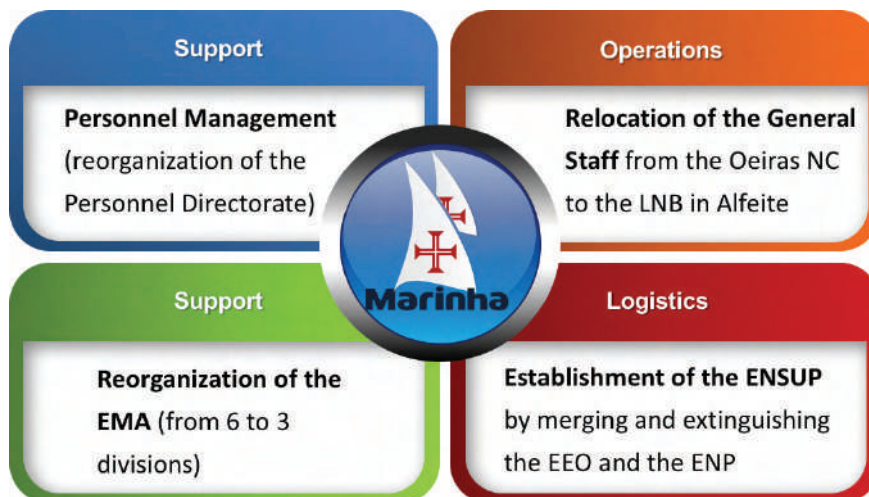 Support
Personnel Management
(reorganization of the
Personnel Directorate)
Operations
Relocation of the General
Staff from the Oeiras NC
to the LNB in Alfeite
Marinha
Support
Reorganization of the
EMA (from 6 to 3
divisions)
Logistics
Establishment of the ENSUP
by merging and extinguishing
the EEO and the ENP